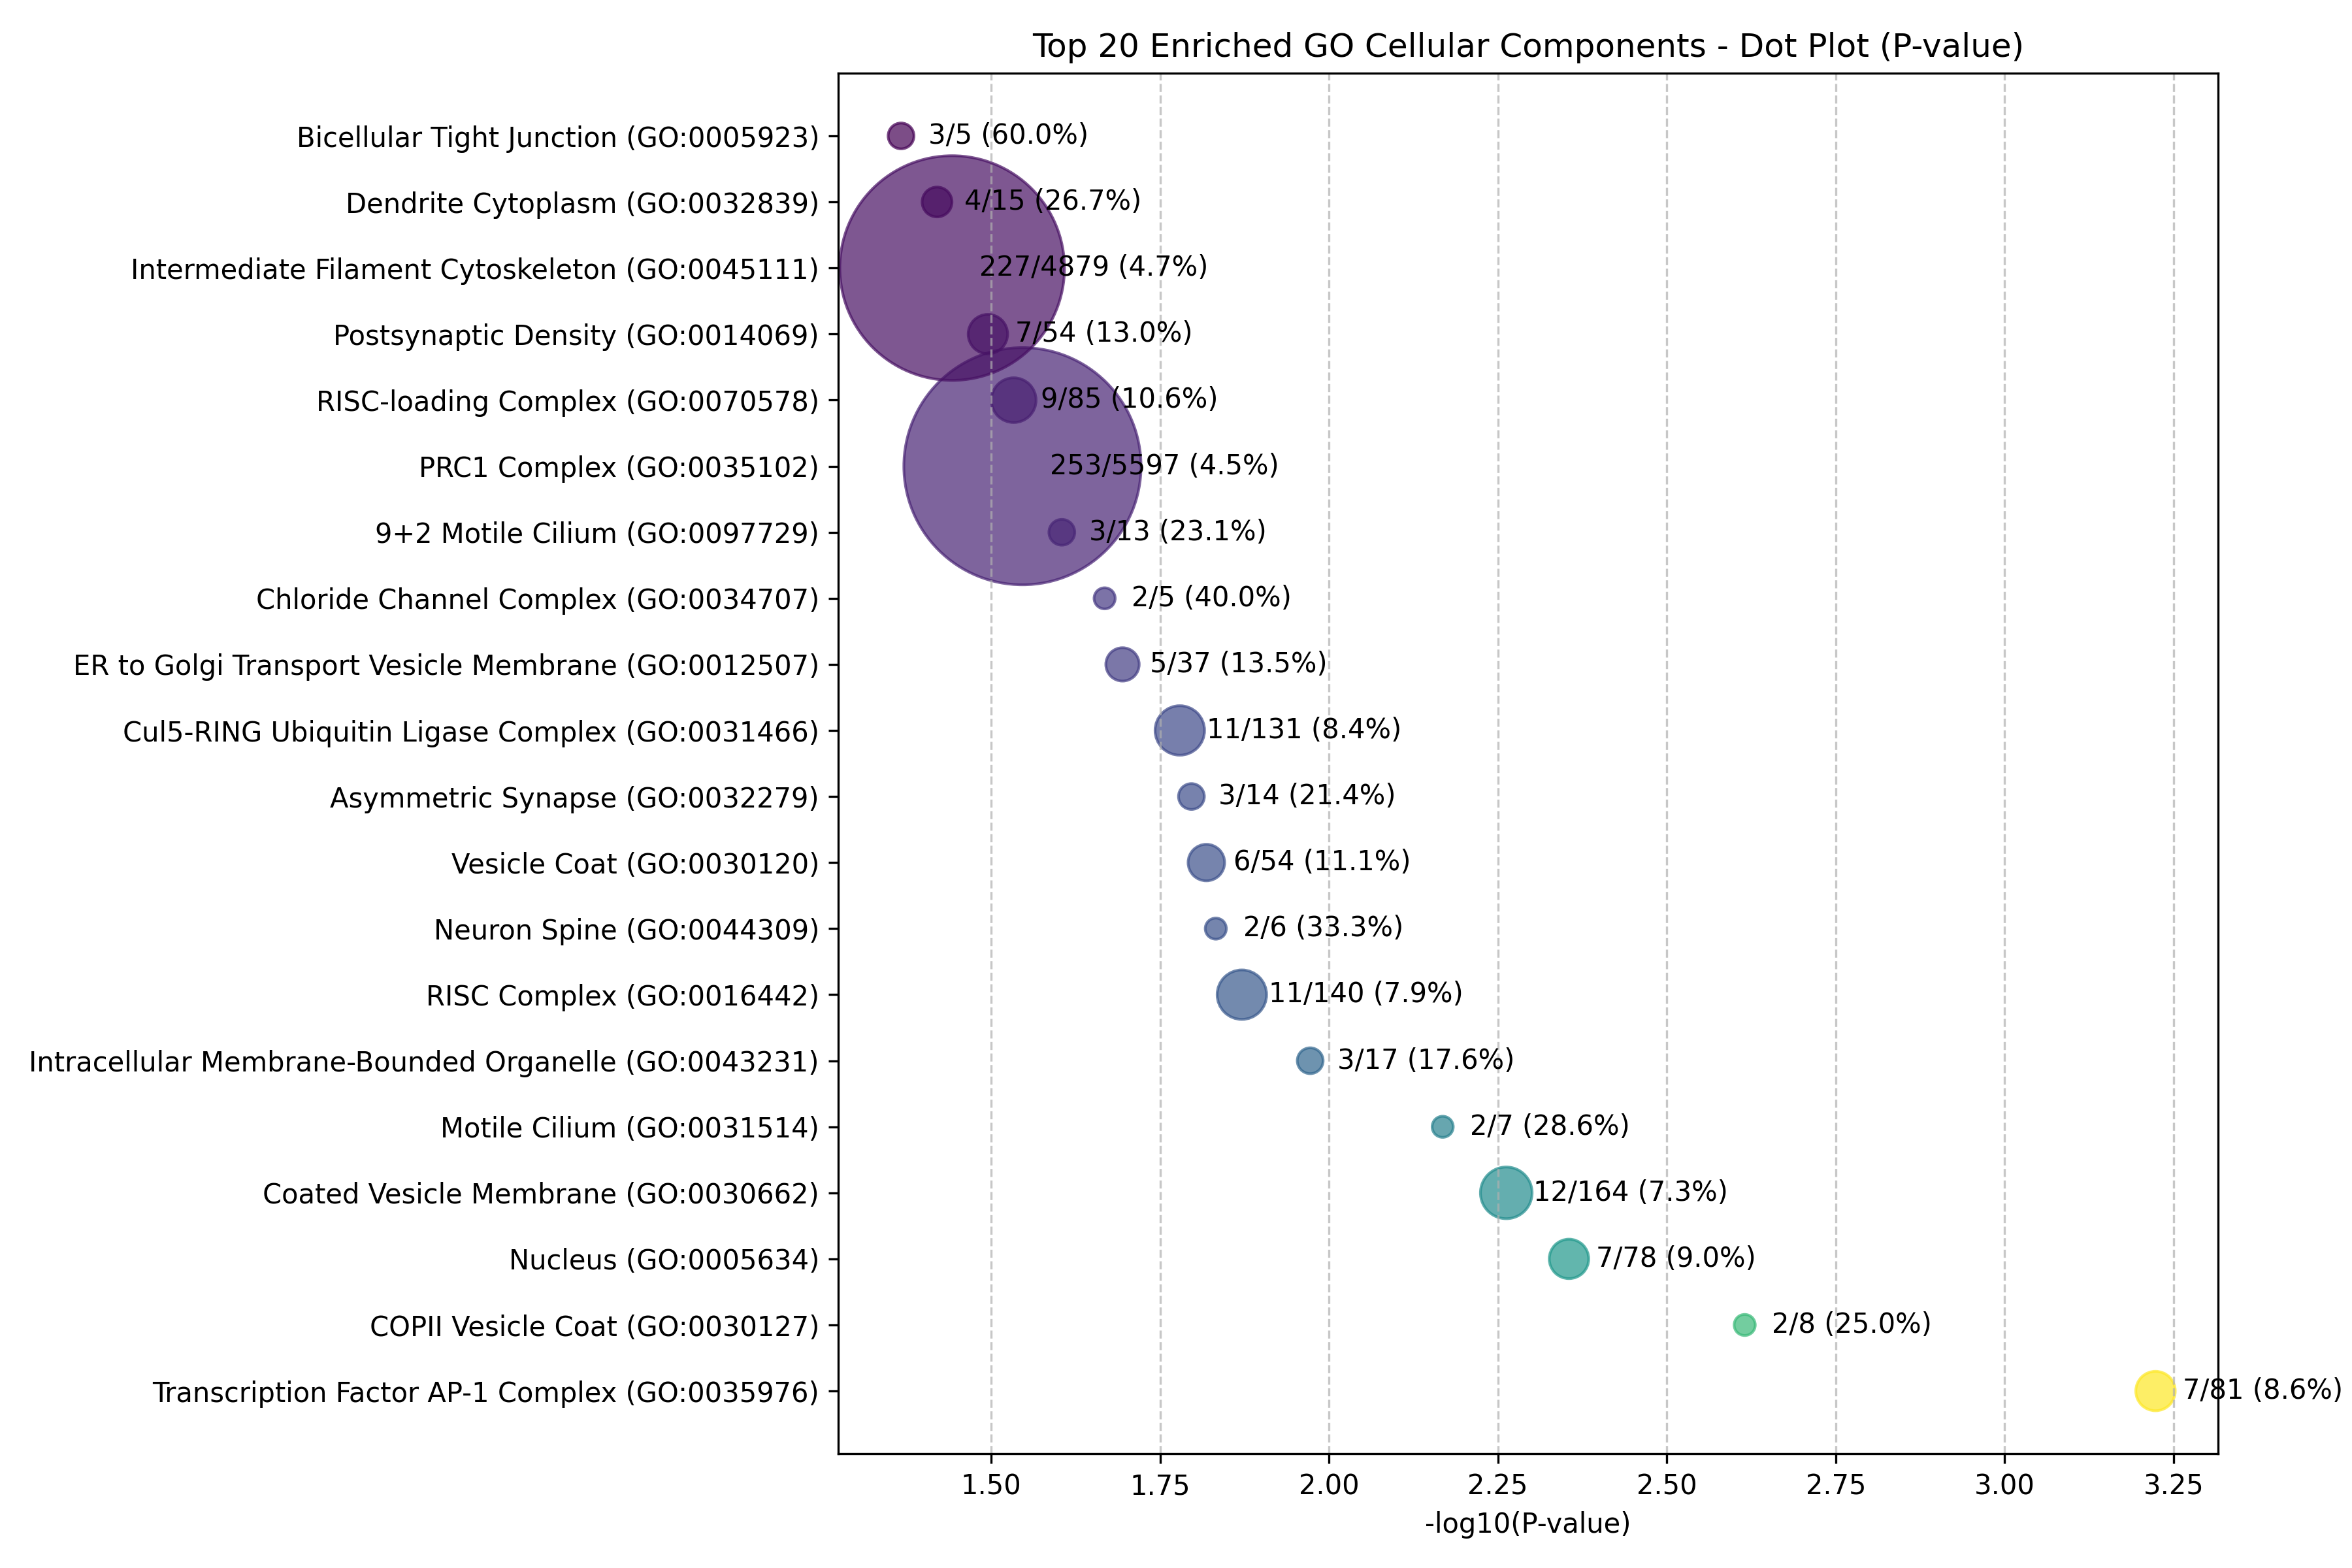 Top 20 Enriched GO Cellular Components - Dot Plot (P-value)
Bicellular Tight Junction (GO:0005923) 3/5 (60.0%)
Dendrite Cytoplasm (GO:0032839) 4/15 (26.7%)
Intermediate Filament Cytoskeleton (GO:0045111) 227/4879 (4.7%)
Postsynaptic Density (GO:0014069) 7/54 (13.0%)
RISC-loading Complex (GO:0070578) 9/85 (10.6%)
PRC1 Complex (GO:0035102) 253/5597 (4.5%)
9+2 Motile Cilium (GO:0097729) 3/13 (23.1%)
Chloride Channel Complex (GO:0034707) 2/5 (40.0%)
ER to Golgi Transport Vesicle Membrane (GO:0012507) 5/37 (13.5%)
Cul5-RING Ubiquitin Ligase Complex (GO:0031466) 11/131 (8.4%)
Asymmetric Synapse (GO:0032279) 3/14 (21.4%)
Vesicle Coat (GO:0030120) 6/54 (11.1%)
Neuron Spine (GO:0044309) 2/6 (33.3%)
RISC Complex (GO:0016442) 11/140 (7.9%)
Intracellular Membrane-Bounded Organelle (GO:0043231) 3/17 (17.6%)
Motile Cilium (GO:0031514) 2/7 (28.6%)
Coated Vesicle Membrane (GO:0030662) 12/164 (7.3%)
Nucleus (GO:0005634) 7/78 (9.0%)
COPII Vesicle Coat (GO:0030127) 2/8 (25.0%)
Transcription Factor AP-1 Complex (GO:0035976) 7/81 (8.6%)
1.50 1.75 2.00 2.25 2.50 2.75 3.00 3.25
-log10(P-value)